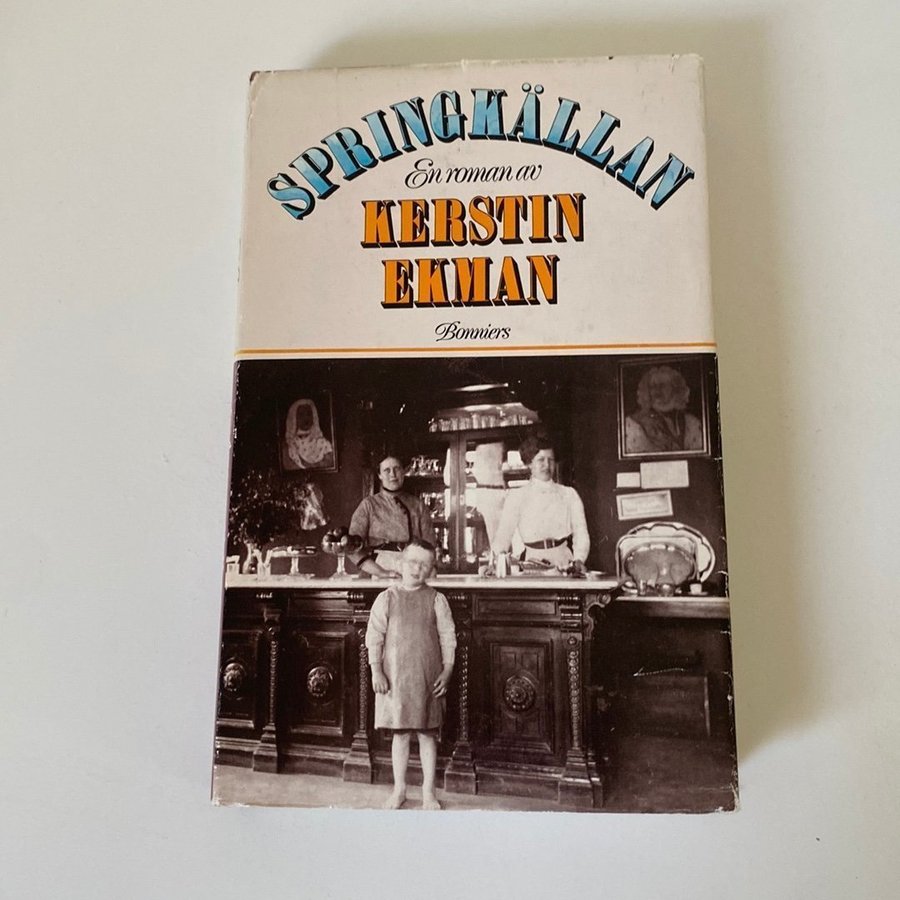 SPRINGKÄLLAN
En roman av
KERSTIN
EKMAN
Bonniers